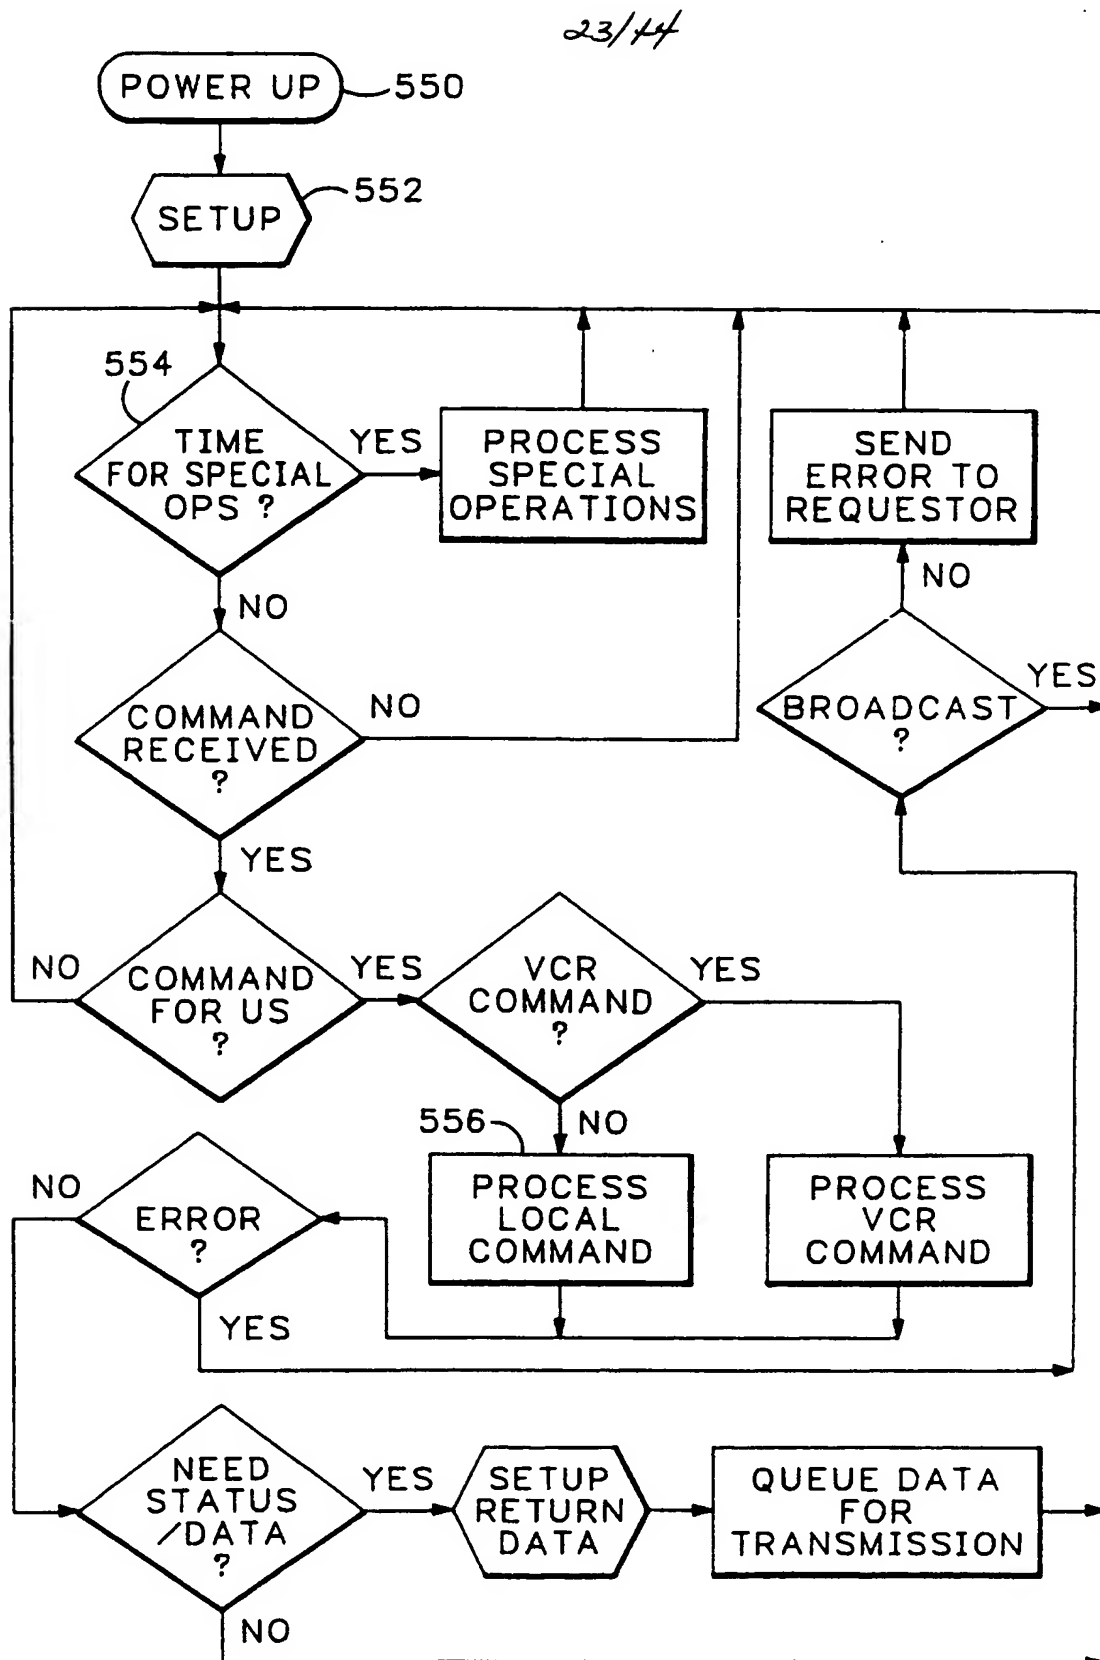 23/44
POWER UP
550
SETUP
552
554
TIME
FOR SPECIAL
OPS ?
YES
PROCESS
SPECIAL
OPERATIONS
SEND
ERROR TO
REQUESTOR
NO
NO
COMMAND
RECEIVED
?
NO
BROADCAST
?
YES
YES
COMMAND
FOR US
?
NO
YES
VCR
COMMAND
?
YES
NO
556
PROCESS
LOCAL
COMMAND
PROCESS
VCR
COMMAND
NO
ERROR
?
YES
NEED
STATUS
/DATA
?
YES
SETUP
RETURN
DATA
QUEUE DATA
FOR
TRANSMISSION
NO